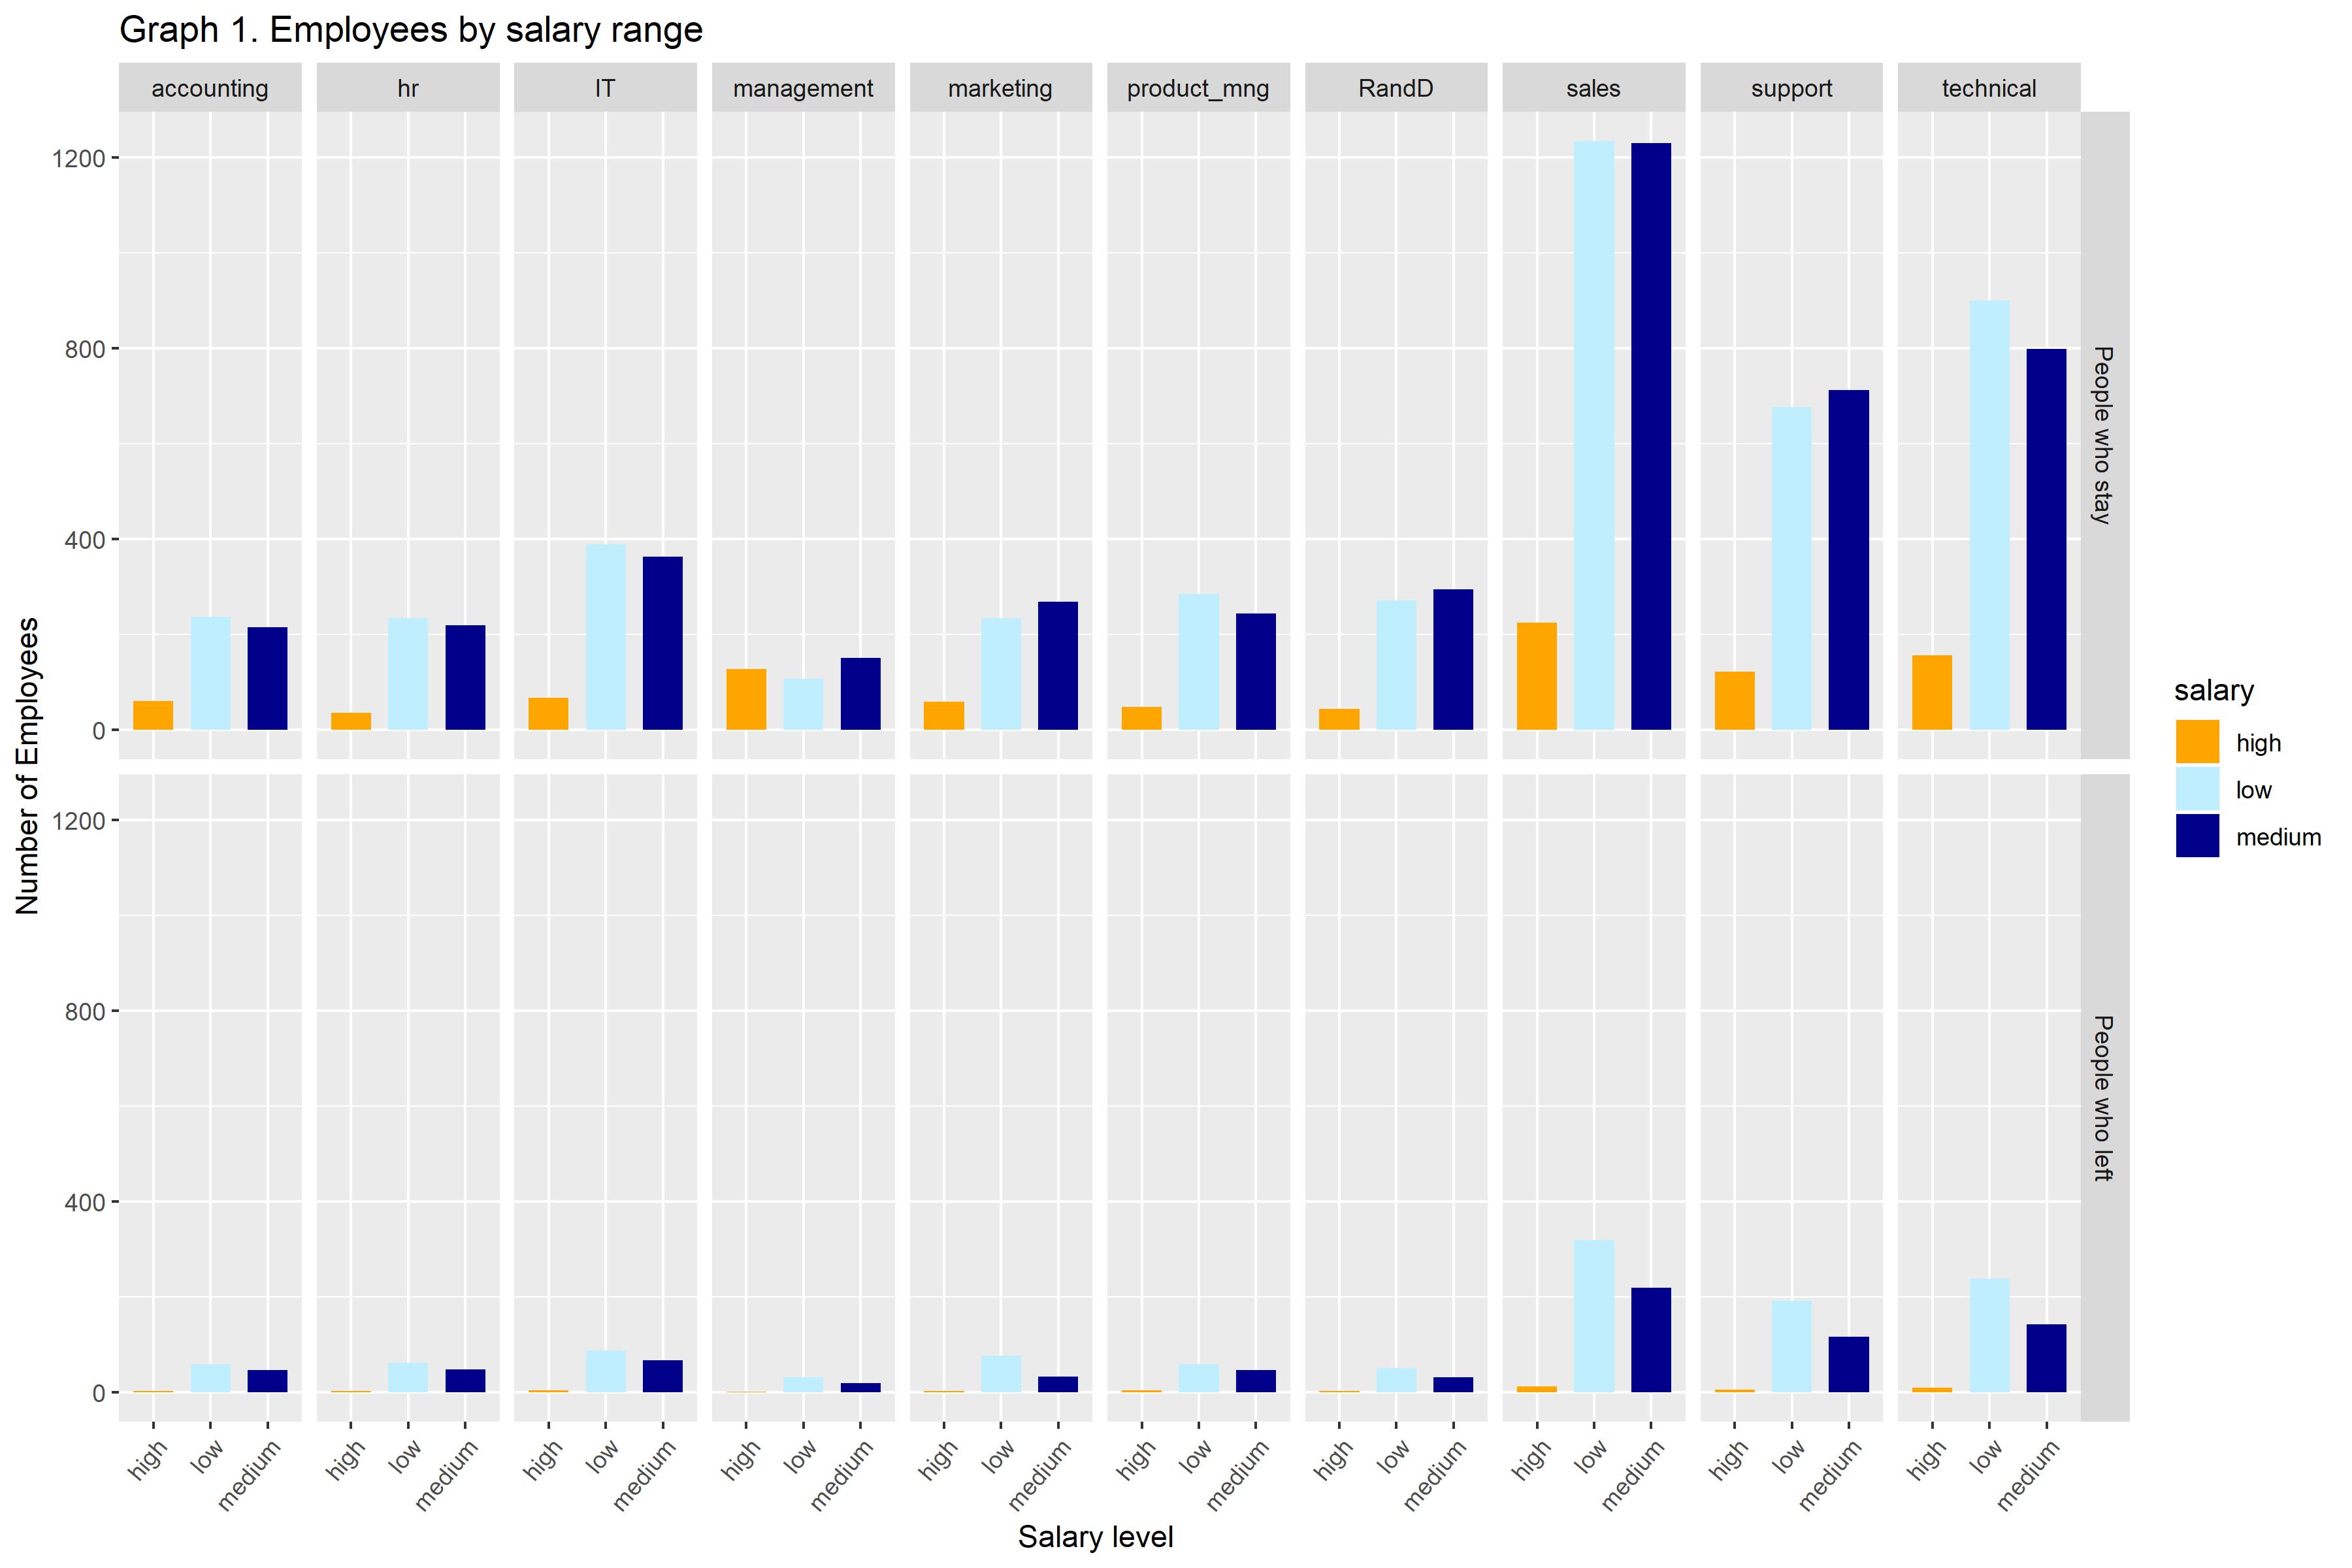 Graph 1. Employees by salary range
accounting hr IT management marketing product_mng RandD sales support technical
1200
800
400
0
People who stay
1200
800
400
0
People who left
Number of Employees
high low medium high low medium high low medium high low medium high low medium high low medium high low medium high low medium high low medium high low medium
Salary level
salary
high
low
medium